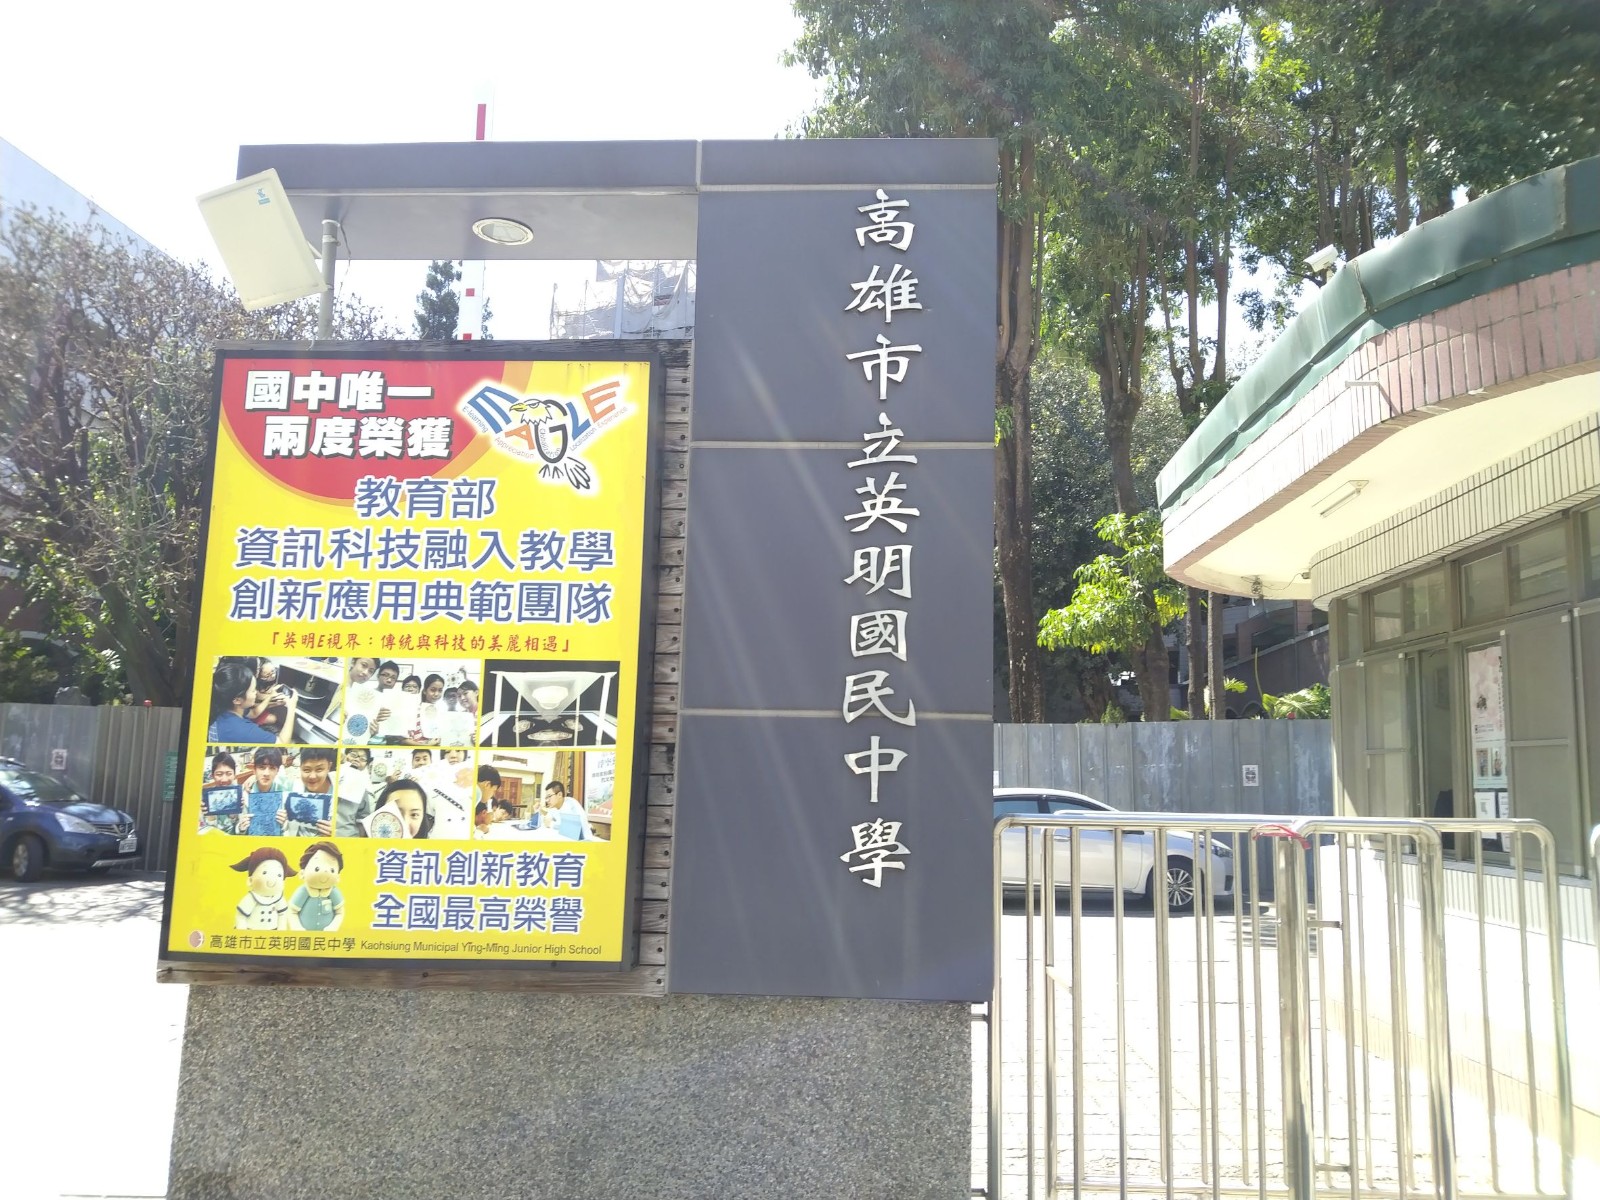 國中唯一
兩度榮獲
教育部
資訊科技融入教學
創新應用典範團隊
「英明E視界：傳統與科技的美麗相遇」
資訊創新教育
全國最高榮譽
高雄市立英明國民中學 Kaohsiung Municipal Ying-Ming Junior High School
高雄市立英明國民中學